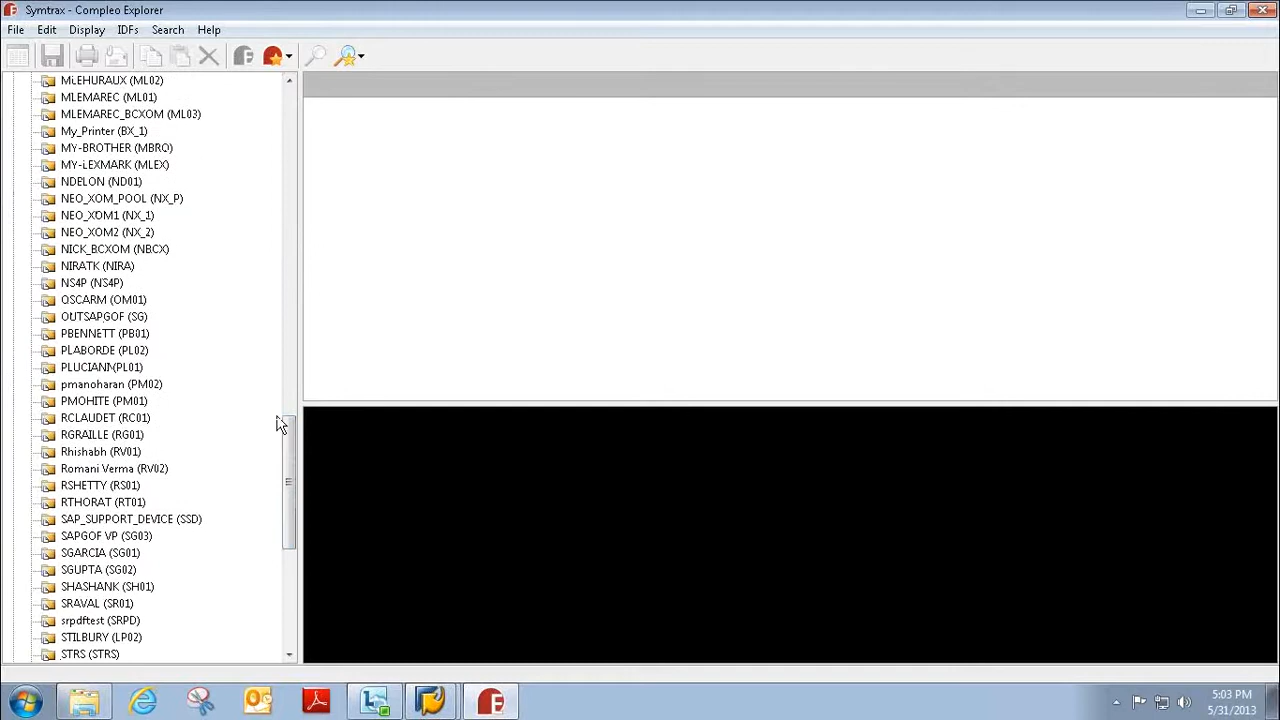 Symtrax - Compleo Explorer
File Edit Display IDFs Search Help
MLEHURAUX (ML02)
MLEMAREC (ML01)
MLEMAREC_BCXOM (ML03)
My_Printer (BX_1)
MY-BROTHER (MBRO)
MY-LEXMARK (MLEX)
NDELON (ND01)
NEO_XOM_POOL (NX_P)
NEO_XOM1 (NX_1)
NEO_XOM2 (NX_2)
NICK_BCXOM (NBCX)
NIRATK (NIRA)
NS4P (NS4P)
OSCARM (OM01)
OUTSAPGOF (SG)
PBENNETT (PB01)
PLABORDE (PL02)
PLUCIANI(PL01)
pmanoharan (PM02)
PMOHITE (PM01)
RCLAUDET (RC01)
RGRAILLE (RG01)
Rhishabh (RV01)
Romani Verma (RV02)
RSHETTY (RS01)
RTHORAT (RT01)
SAP_SUPPORT_DEVICE (SSD)
SAPGOF VP (SG03)
SGARCIA (SG01)
SGUPTA (SG02)
SHASHANK (SH01)
SRAVAL (SR01)
srpdftest (SRPD)
STILBURY (LP02)
STRS (STRS)
5:03 PM
5/31/2013